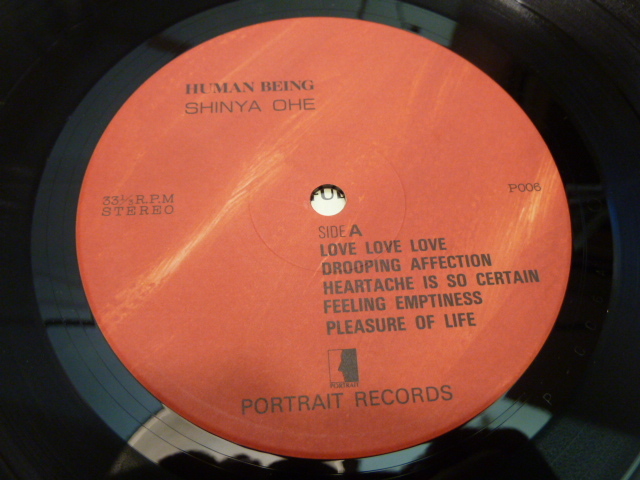 HUMAN BEING
SHINYA OHE
33⅓R.P.M
STEREO
P006
SIDE A
LOVE LOVE LOVE
DROOPING AFFECTION
HEARTACHE IS SO CERTAIN
FEELING EMPTINESS
PLEASURE OF LIFE
PORTRAIT
PORTRAIT RECORDS